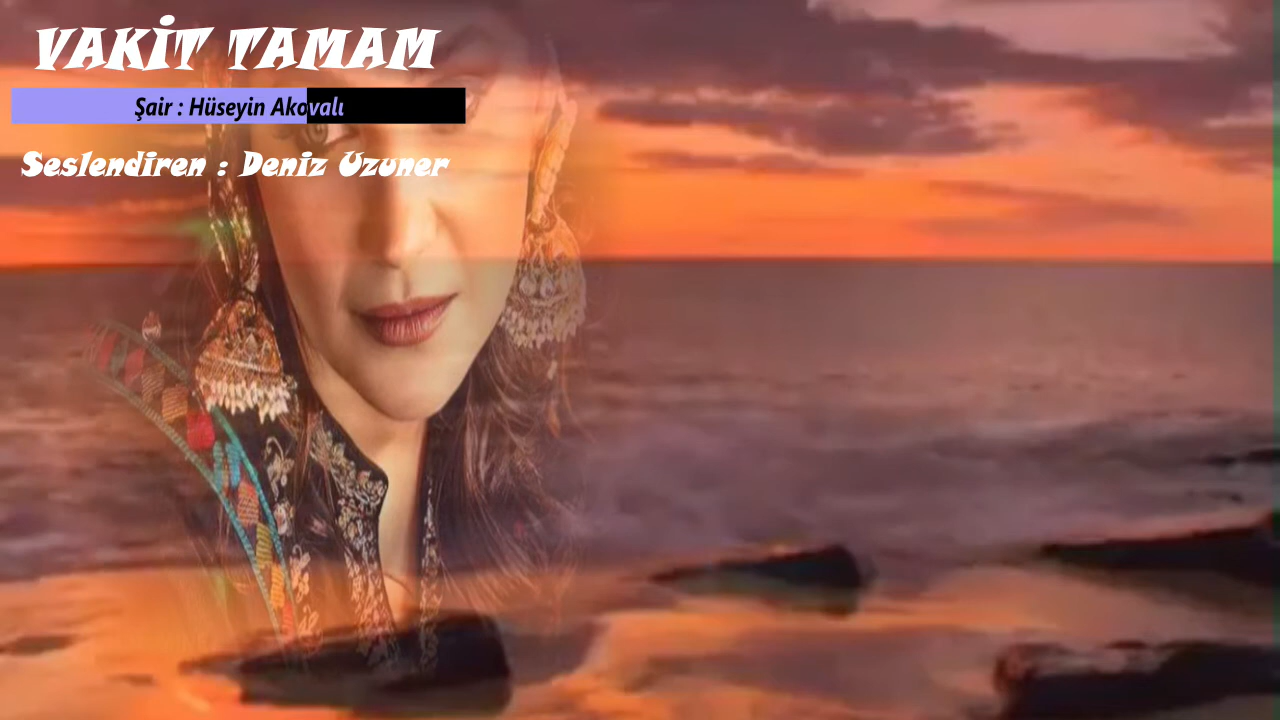 VAKİT TAMAM
Şair : Hüseyin Akovalı
Seslendiren : Deniz Uzuner